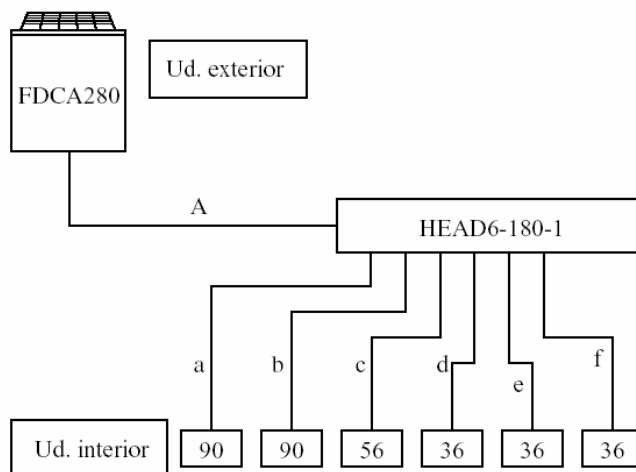 Ud. exterior
FDCA280
A
HEAD6-180-1
a
b
c
d
e
f
Ud. interior
90
90
56
36
36
36